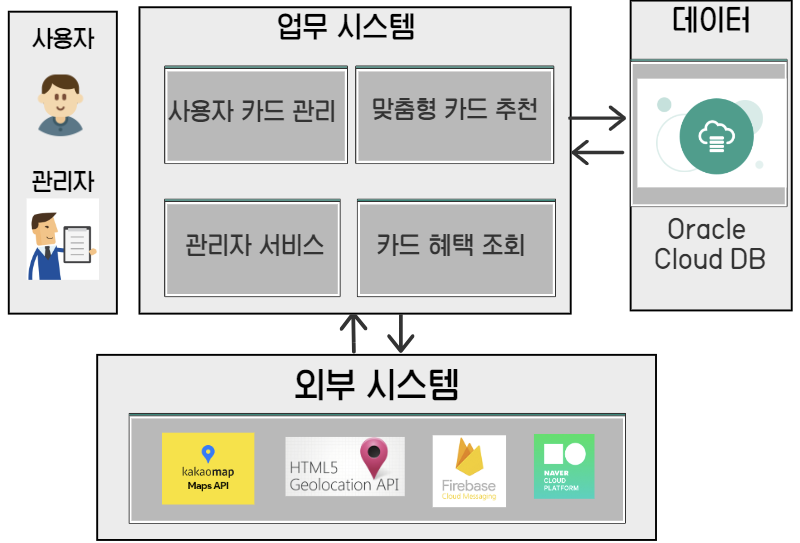 사용자
관리자
업무 시스템
사용자 카드 관리
맞춤형 카드 추천
관리자 서비스
카드 혜택 조회
데이터
Oracle
Cloud DB
외부 시스템
kakaomap
Maps API
HTML5
Geolocation API
Firebase
Cloud Messaging
NAVER
CLOUD
PLATFORM